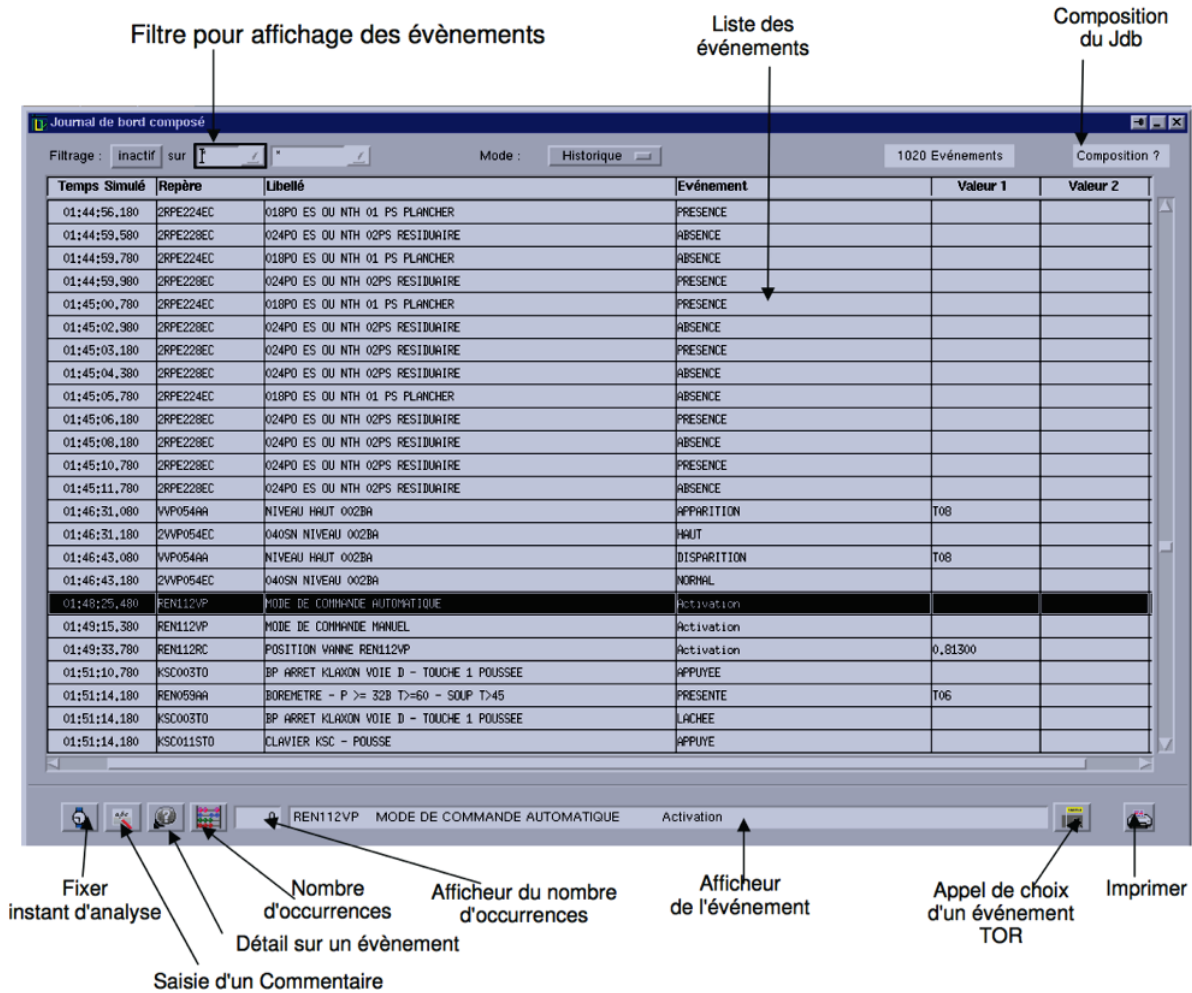 Filtre pour affichage des évènements
Liste des
événements
Composition
du Jdb
Journal de bord composé
Filtrage : inactif sur * * Mode : Historique 1020 Evénements Composition ?
Temps Simulé Repère Libellé Evénement Valeur 1 Valeur 2
01:44:56.180 2RPE224EC 018PO ES OU NTH 01 PS PLANCHER PRESENCE
01:44:59.580 2RPE228EC 024PO ES OU NTH 02PS RESIDUAIRE ABSENCE
01:44:59.780 2RPE224EC 018PO ES OU NTH 01 PS PLANCHER ABSENCE
01:44:59.980 2RPE228EC 024PO ES OU NTH 02PS RESIDUAIRE PRESENCE
01:45:00.780 2RPE224EC 018PO ES OU NTH 01 PS PLANCHER PRESENCE
01:45:02.980 2RPE228EC 024PO ES OU NTH 02PS RESIDUAIRE ABSENCE
01:45:03.180 2RPE228EC 024PO ES OU NTH 02PS RESIDUAIRE PRESENCE
01:45:04.380 2RPE228EC 024PO ES OU NTH 02PS RESIDUAIRE ABSENCE
01:45:05.780 2RPE224EC 018PO ES OU NTH 01 PS PLANCHER ABSENCE
01:45:06.180 2RPE228EC 024PO ES OU NTH 02PS RESIDUAIRE PRESENCE
01:45:08.180 2RPE228EC 024PO ES OU NTH 02PS RESIDUAIRE ABSENCE
01:45:10.780 2RPE228EC 024PO ES OU NTH 02PS RESIDUAIRE PRESENCE
01:45:11.780 2RPE228EC 024PO ES OU NTH 02PS RESIDUAIRE ABSENCE
01:46:31.080 VVP054AA NIVEAU HAUT 002BA APPARITION T08
01:46:31.180 2VVP054EC 040SN NIVEAU 002BA HAUT
01:46:43.080 VVP054AA NIVEAU HAUT 002BA DISPARITION T08
01:46:43.180 2VVP054EC 040SN NIVEAU 002BA NORMAL
01:48:25.480 REN112VP MODE DE COMMANDE AUTOMATIQUE Activation
01:49:15.380 REN112VP MODE DE COMMANDE MANUEL Activation
01:49:33.780 REN112RC POSITION VANNE REN112VP Activation 0.81300
01:51:10.780 KSC003TO BP ARRET KLAXON VOIE D - TOUCHE 1 POUSSEE APPUYEE
01:51:14.180 REN059AA BOREMETRE - P >= 32B T>=60 - SOUP T>45 PRESENTE T06
01:51:14.180 KSC003TO BP ARRET KLAXON VOIE D - TOUCHE 1 POUSSEE LACHEE
01:51:14.180 KSC011STO CLAVIER KSC - POUSSE APPUYE
REN112VP MODE DE COMMANDE AUTOMATIQUE Activation
Fixer
instant d'analyse
Nombre
d'occurrences
Afficheur du nombre
d'occurrences
Afficheur
de l'événement
Appel de choix
d'un événement
TOR
Imprimer
Détail sur un évènement
Saisie d'un Commentaire